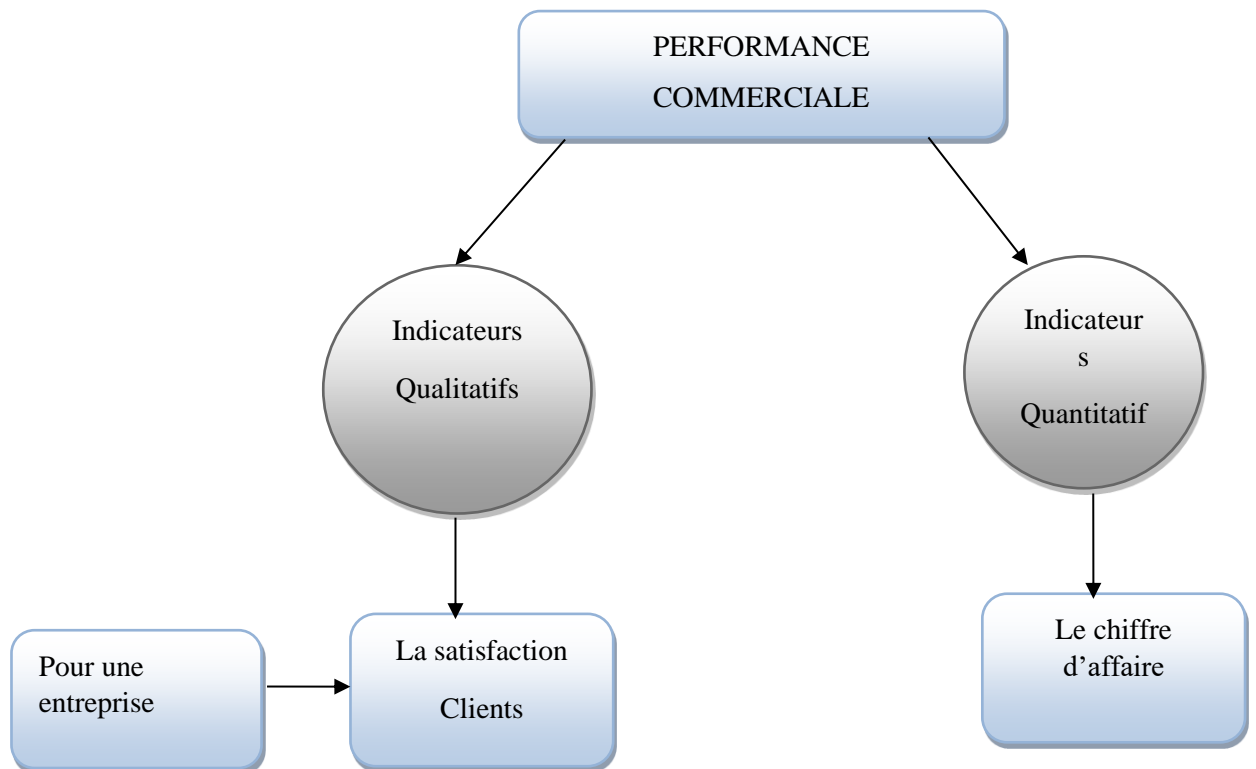 PERFORMANCE
COMMERCIALE
Indicateurs
Qualitatifs
Indicateur
s
Quantitatif
Pour une
entreprise
La satisfaction
Clients
Le chiffre
d’affaire